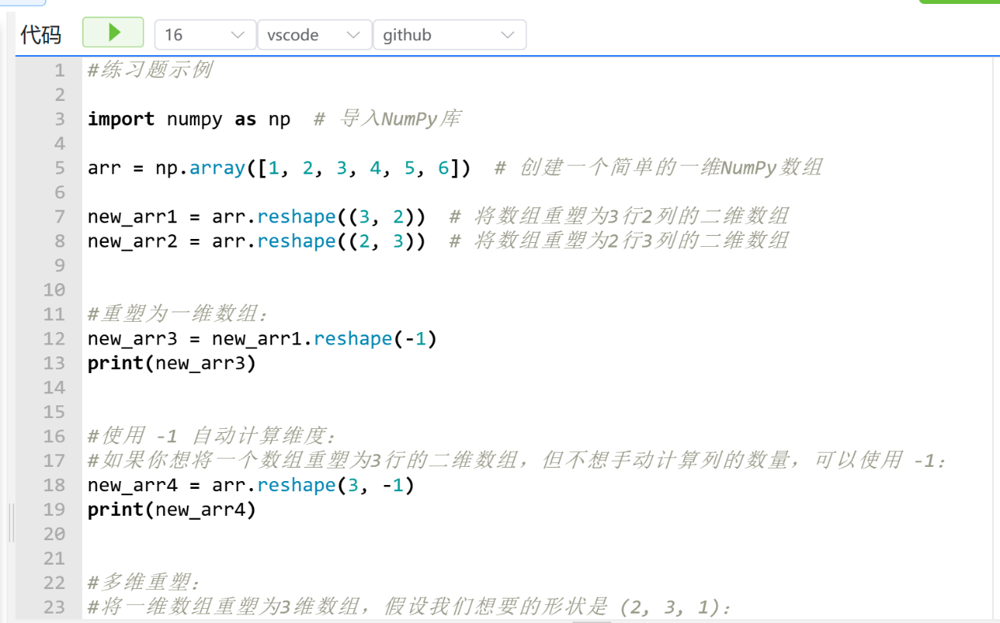 代码 16 vscode github
1 #练习题示例
2
3 import numpy as np  # 导入NumPy库
4
5 arr = np.array([1, 2, 3, 4, 5, 6])  # 创建一个简单的一维NumPy数组
6
7 new_arr1 = arr.reshape((3, 2))  # 将数组重塑为3行2列的二维数组
8 new_arr2 = arr.reshape((2, 3))  # 将数组重塑为2行3列的二维数组
9
10
11 #重塑为一维数组：
12 new_arr3 = new_arr1.reshape(-1)
13 print(new_arr3)
14
15
16 #使用 -1 自动计算维度：
17 #如果你想将一个数组重塑为3行的二维数组，但不想手动计算列的数量，可以使用 -1：
18 new_arr4 = arr.reshape(3, -1)
19 print(new_arr4)
20
21
22 #多维重塑：
23 #将一维数组重塑为3维数组，假设我们想要的形状是 (2, 3, 1)：